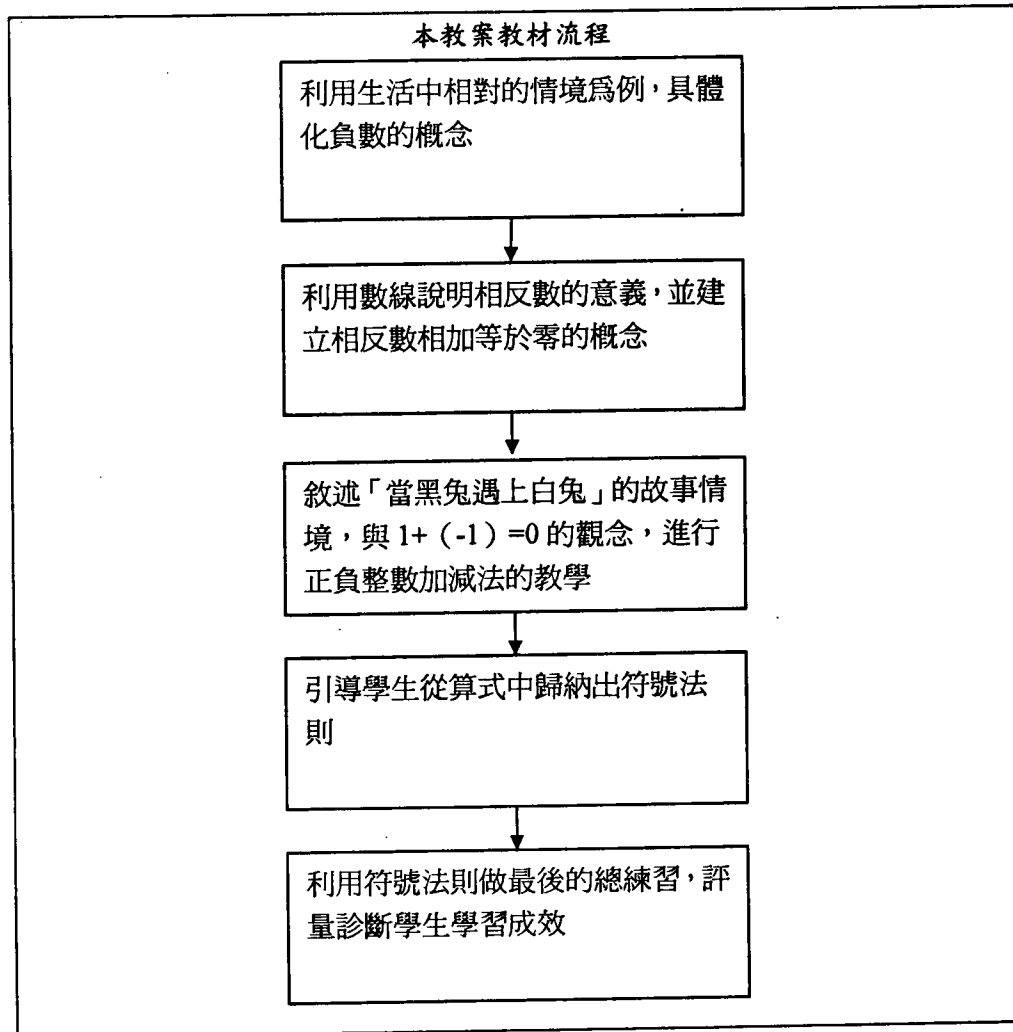 本教案教材流程
利用生活中相對的情境爲例，具體
化負數的概念
利用數線說明相反數的意義，並建
立相反數相加等於零的概念
敘述「當黑兔遇上白兔」的故事情
境，與 1+（-1）=0 的觀念，進行
正負整數加減法的教學
引導學生從算式中歸納出符號法
則
利用符號法則做最後的總練習，評
量診斷學生學習成效